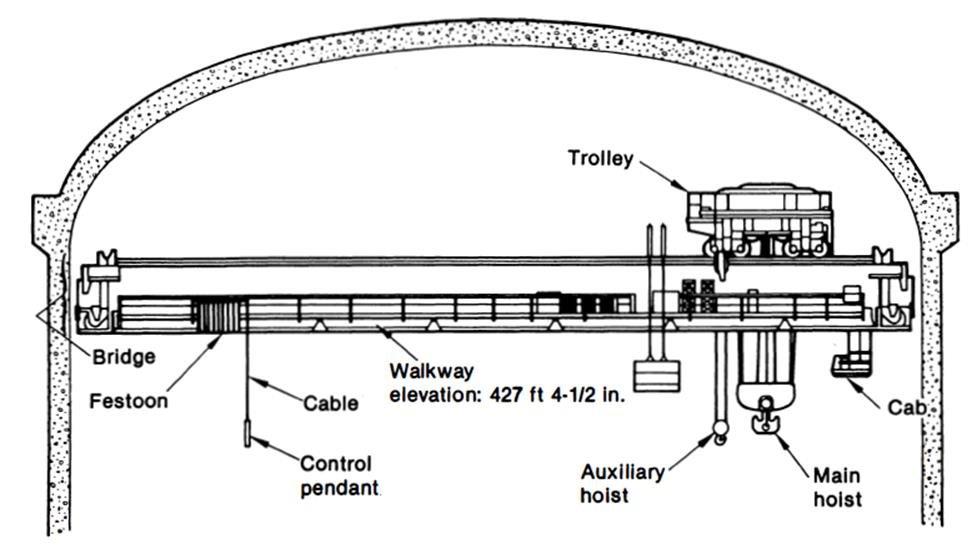 Trolley
Bridge
Festoon
Walkway
elevation: 427 ft 4-1/2 in.
Cable
Cab
Control
pendant
Auxiliary
hoist
Main
hoist